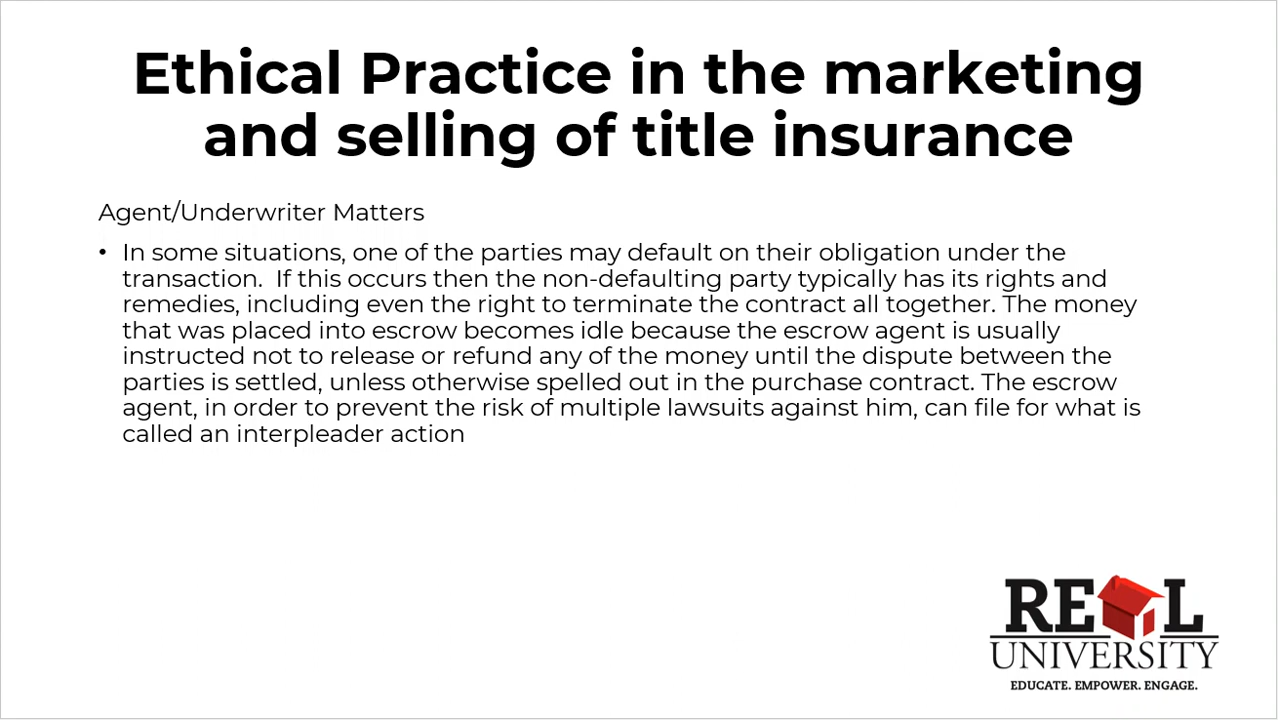 Ethical Practice in the marketing
and selling of title insurance
Agent/Underwriter Matters
• In some situations, one of the parties may default on their obligation under the
transaction.  If this occurs then the non-defaulting party typically has its rights and
remedies, including even the right to terminate the contract all together. The money
that was placed into escrow becomes idle because the escrow agent is usually
instructed not to release or refund any of the money until the dispute between the
parties is settled, unless otherwise spelled out in the purchase contract. The escrow
agent, in order to prevent the risk of multiple lawsuits against him, can file for what is
called an interpleader action
RE L
UNIVERSITY
EDUCATE. EMPOWER. ENGAGE.